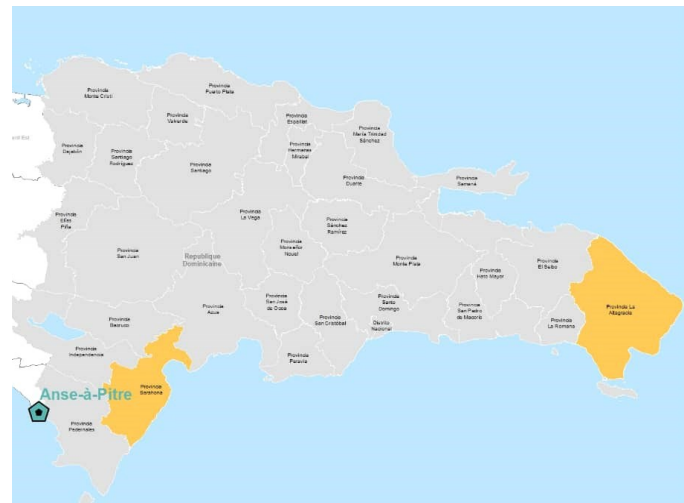 Provincia
Monte Cristi
Provincia
Puerto Plata
Provincia
Valverde
Provincia
Espaillat
Provincia
María Trinidad
Sánchez
Provincia
Dajabón
Provincia
Santiago
Rodríguez
Provincia
Santiago
Provincia
Hermanas
Mirabal
Provincia
Duarte
Provincia
Samaná
Provincia
Elías
Piña
Provincia
La Vega
Provincia
Sánchez
Ramírez
Provincia
San Juan
Republique
Dominicaine
Provincia
Monseñor
Nouel
Provincia
Monte Plata
Provincia
Hato Mayor
Provincia
El Seibo
Provincia La
Altagracia
Provincia
Baoruco
Provincia
Azua
Provincia
San José
de Ocoa
Provincia
San Cristóbal
Provincia
Santo
Domingo
Distrito
Nacional
Provincia
San Pedro
de Macorís
Provincia
La Romana
Provincia
Independencia
Provincia
Peravia
Anse-à-Pitre
Provincia
Barahona
Provincia
Pedernales